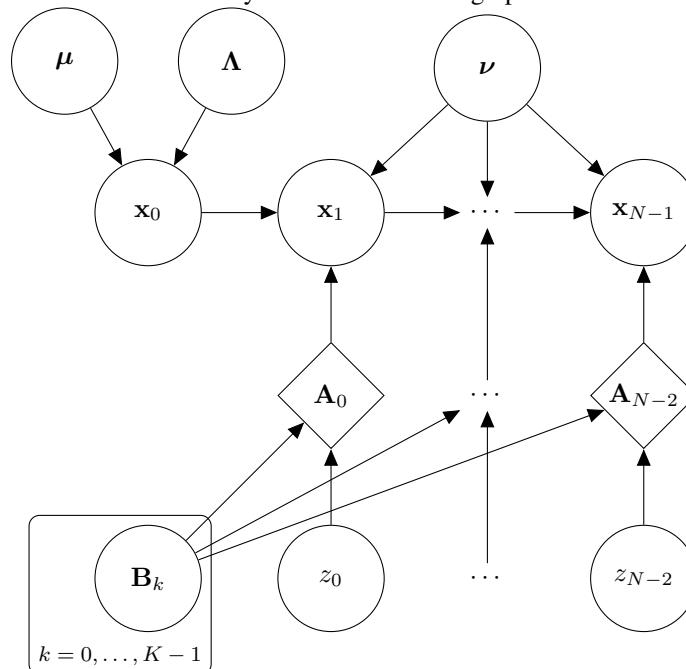 μ Λ ν
x₀ x₁ ··· x_{N−1}
A₀ ··· A_{N−2}
B_k z₀ ··· z_{N−2}
k = 0, . . . , K − 1